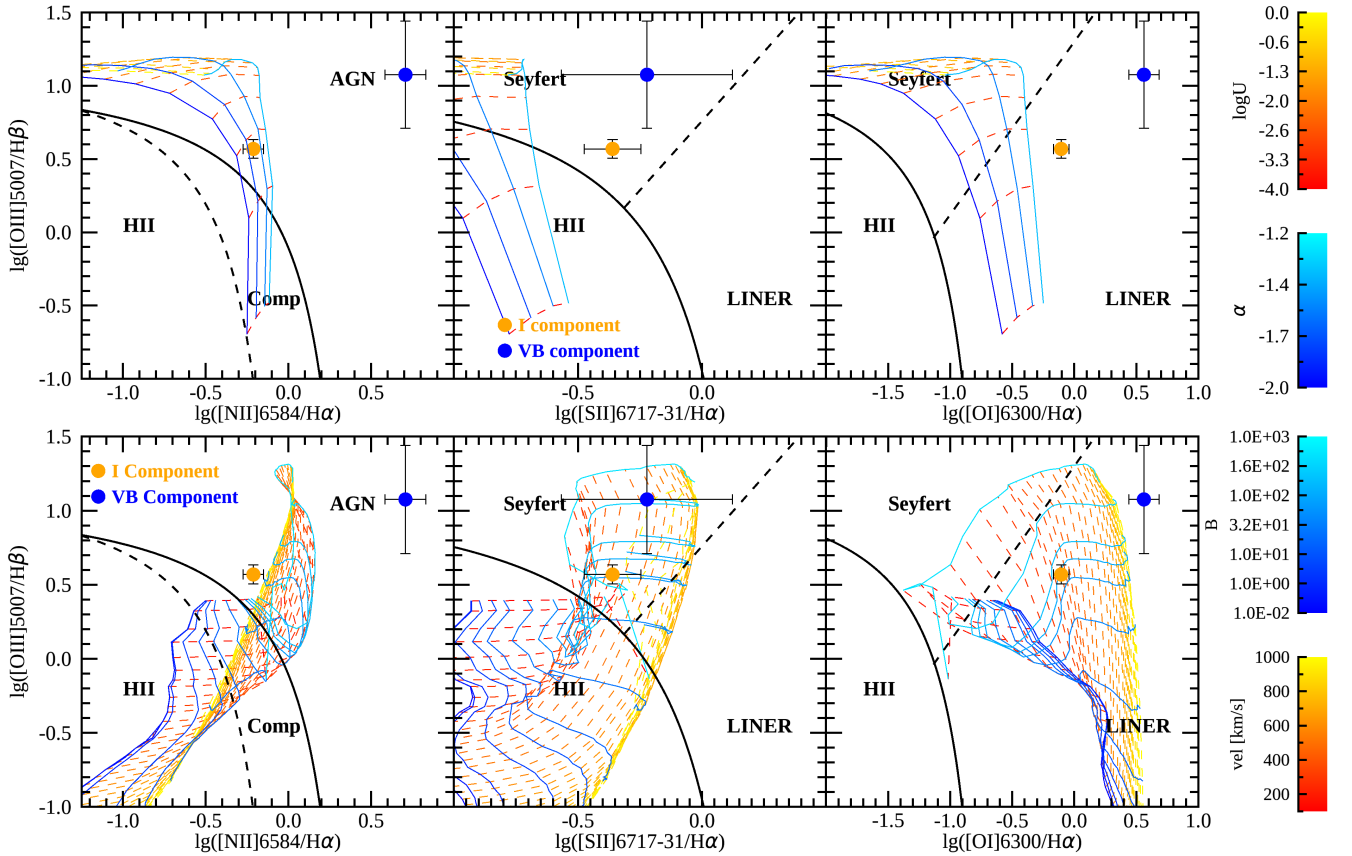 1.5
1.0
0.5
0.0
-0.5
-1.0
lg([OIII]5007/Hβ)
AGN
HII
Comp
-1.0 -0.5 0.0 0.5
lg([NII]6584/Hα)
Seyfert
HII
LINER
I component
VB component
-0.5 0.0
lg([SII]6717-31/Hα)
Seyfert
HII
LINER
-1.5 -1.0 -0.5 0.0 0.5 1.0
lg([OI]6300/Hα)
logU
0.0
-0.6
-1.3
-2.0
-2.6
-3.3
-4.0
α
-1.2
-1.4
-1.7
-2.0
1.5
1.0
0.5
0.0
-0.5
-1.0
lg([OIII]5007/Hβ)
I Component
VB Component
AGN
HII
Comp
-1.0 -0.5 0.0 0.5
lg([NII]6584/Hα)
Seyfert
HII
LINER
-0.5 0.0
lg([SII]6717-31/Hα)
Seyfert
HII
LINER
-1.5 -1.0 -0.5 0.0 0.5 1.0
lg([OI]6300/Hα)
B
1.0E+03
1.6E+02
1.0E+02
3.2E+01
1.0E+01
1.0E+00
1.0E-02
vel [km/s]
1000
800
600
400
200